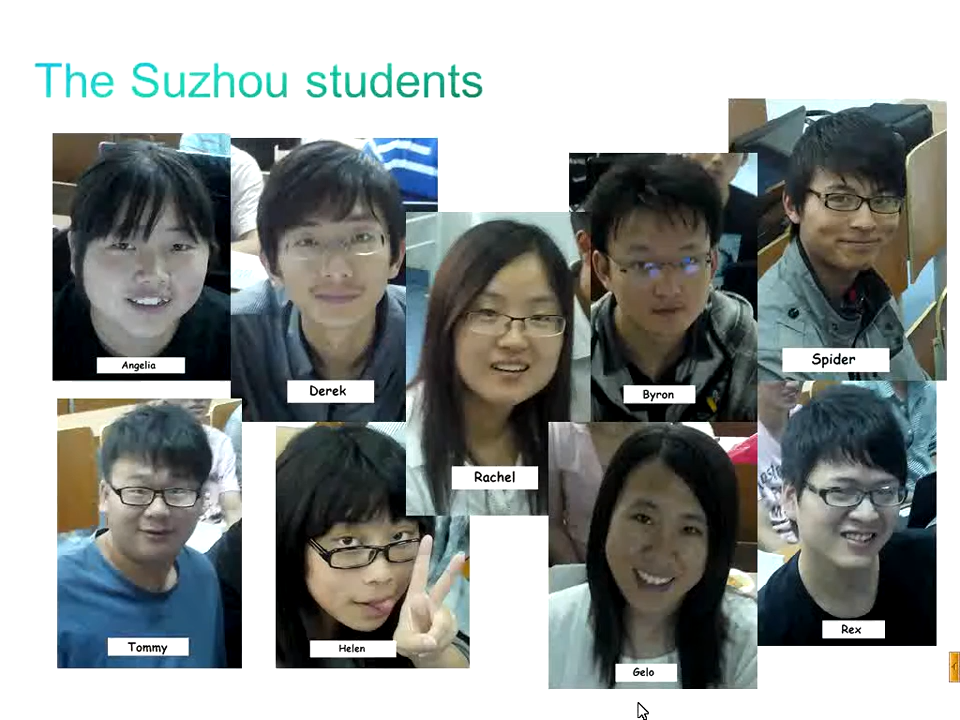 The Suzhou students
Angelia
Derek
Rachel
Byron
Spider
Tommy
Helen
Gelo
Rex